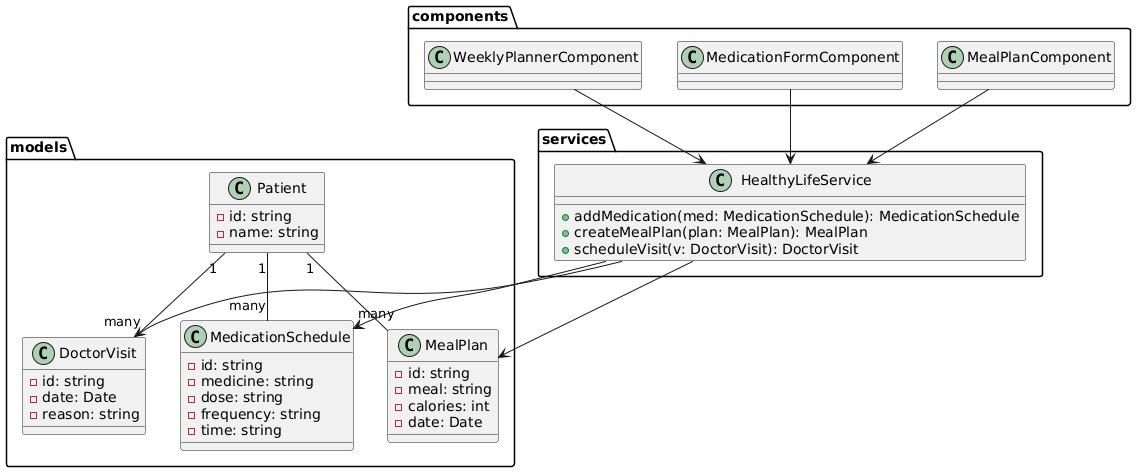 components
C WeeklyPlannerComponent
C MedicationFormComponent
C MealPlanComponent
services
C HealthyLifeService
addMedication(med: MedicationSchedule): MedicationSchedule
createMealPlan(plan: MealPlan): MealPlan
scheduleVisit(v: DoctorVisit): DoctorVisit
models
C Patient
id: string
name: string
1
1
1
many
many
many
C DoctorVisit
id: string
date: Date
reason: string
C MedicationSchedule
id: string
medicine: string
dose: string
frequency: string
time: string
C MealPlan
id: string
meal: string
calories: int
date: Date